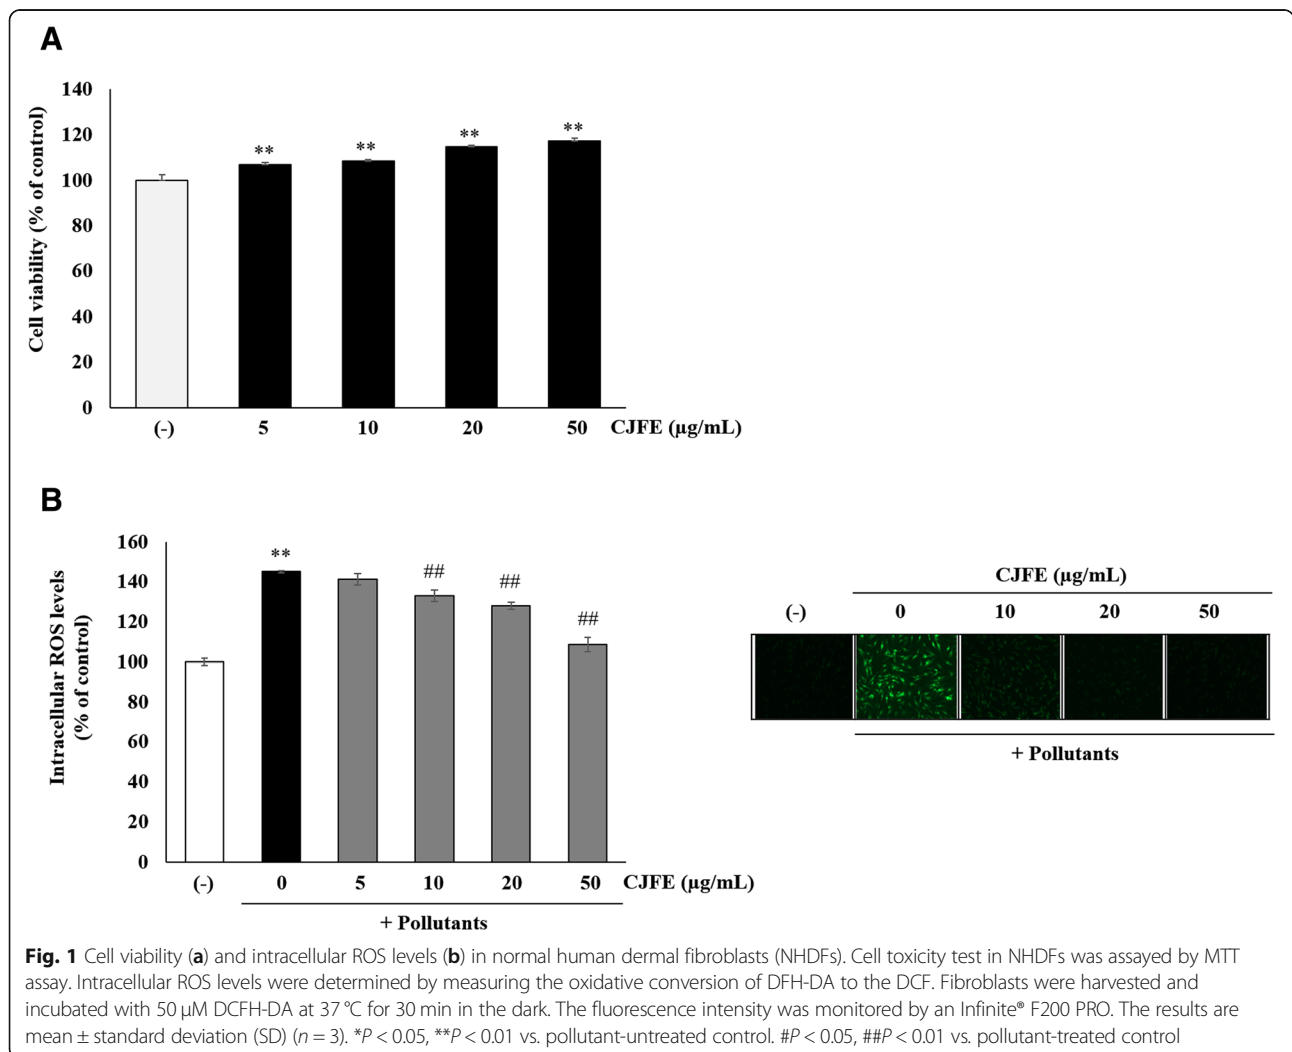 A
140
120
100
80
60
40
20
0
Cell viability (% of control)
**
**
**
**
(-) 5 10 20 50 CJFE (µg/mL)
B
160
140
120
100
80
60
40
20
0
Intracellular ROS levels
(% of control)
**
##
##
##
(-) 0 5 10 20 50 CJFE (µg/mL)
+ Pollutants
CJFE (µg/mL)
(-) 0 10 20 50
+ Pollutants
Fig. 1 Cell viability (a) and intracellular ROS levels (b) in normal human dermal fibroblasts (NHDFs). Cell toxicity test in NHDFs was assayed by MTT
assay. Intracellular ROS levels were determined by measuring the oxidative conversion of DFH-DA to the DCF. Fibroblasts were harvested and
incubated with 50 µM DCFH-DA at 37 °C for 30 min in the dark. The fluorescence intensity was monitored by an Infinite® F200 PRO. The results are
mean ± standard deviation (SD) (n = 3). *P < 0.05, **P < 0.01 vs. pollutant-untreated control. #P < 0.05, ##P < 0.01 vs. pollutant-treated control